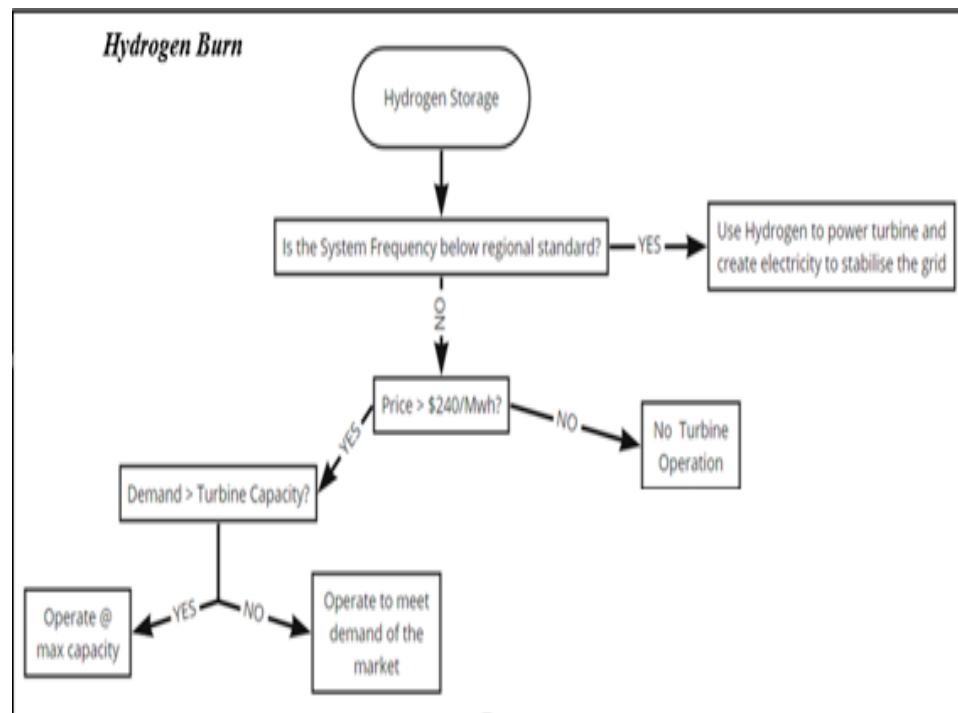 Hydrogen Burn
Hydrogen Storage
Is the System Frequency below regional standard?
YES
Use Hydrogen to power turbine and
create electricity to stabilise the grid
NO
Price > $240/Mwh?
NO
No Turbine
Operation
YES
Demand > Turbine Capacity?
YES
NO
Operate @
max capacity
Operate to meet
demand of the
market